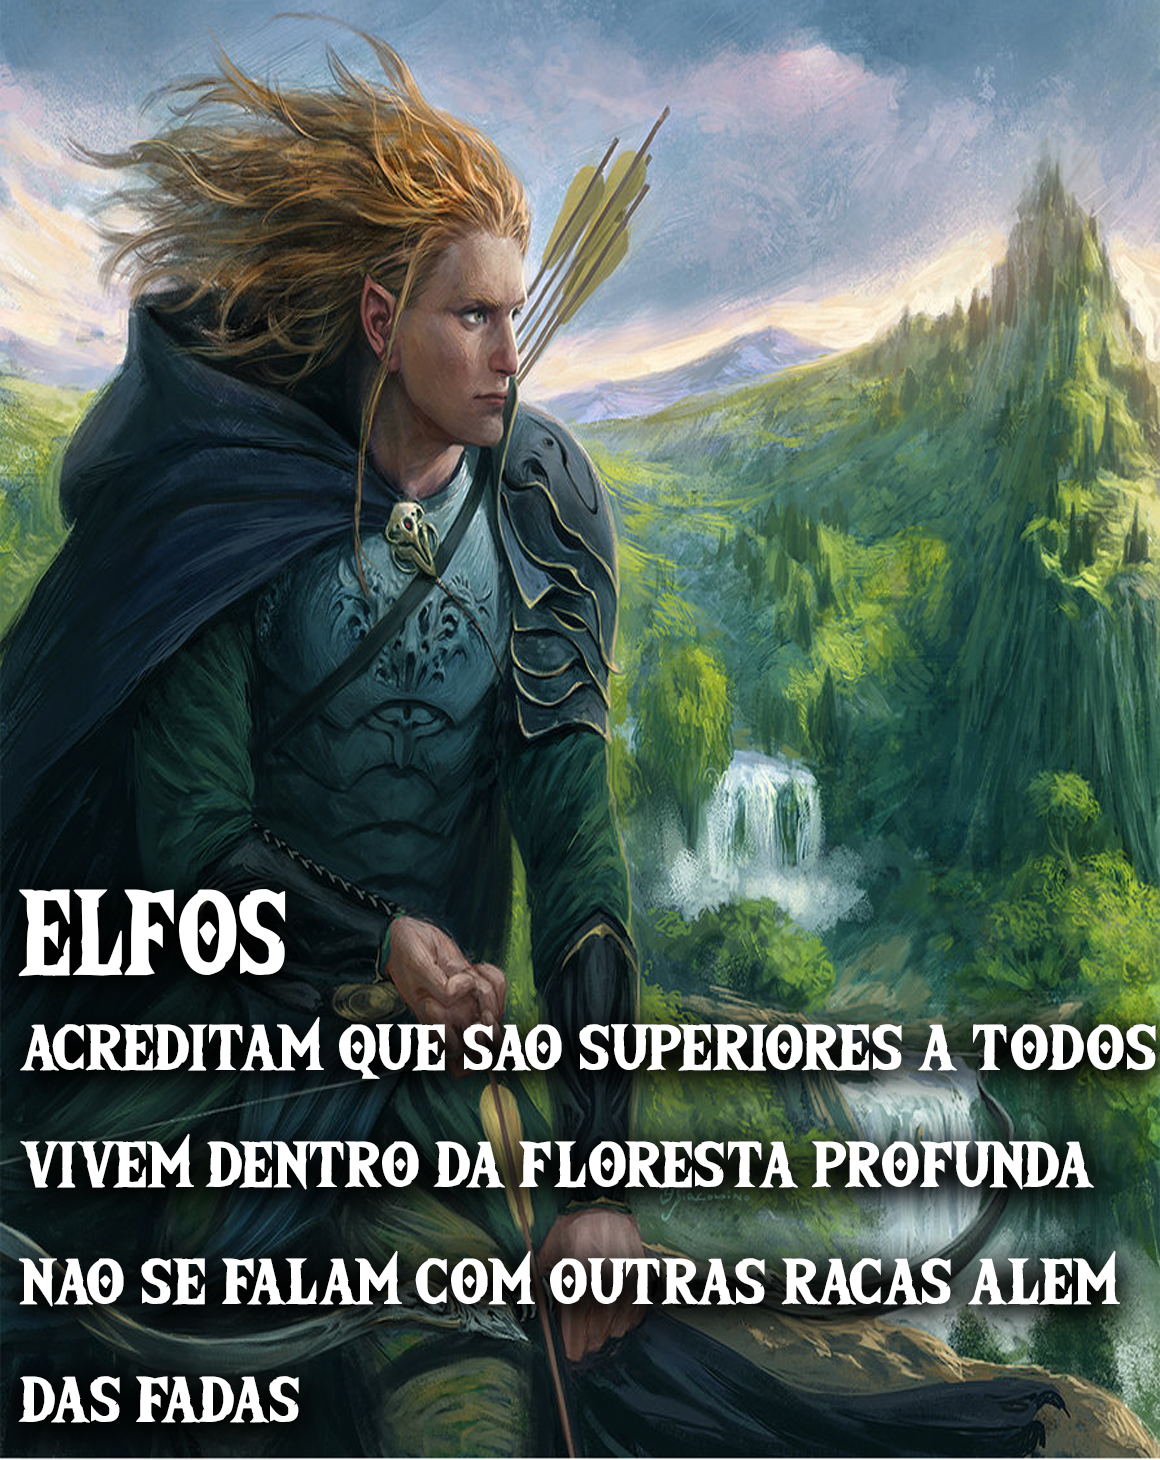 ELFOS
ACREDITAM QUE SAO SUPERIORES A TODOS
VIVEM DENTRO DA FLORESTA PROFUNDA
NAO SE FALAM COM OUTRAS RACAS ALEM
DAS FADAS